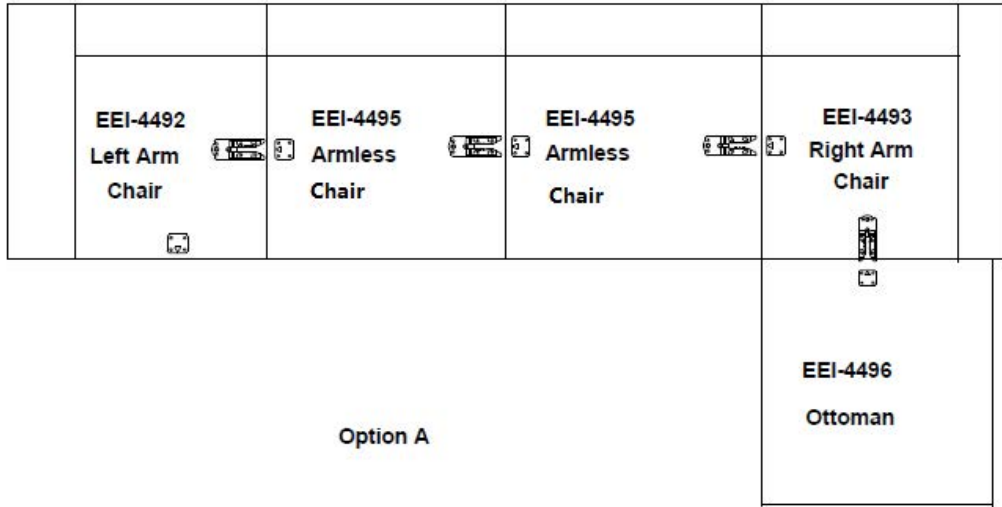 EEI-4492
Left Arm
Chair
EEI-4495
Armless
Chair
EEI-4495
Armless
Chair
EEI-4493
Right Arm
Chair
EEI-4496
Ottoman
Option A